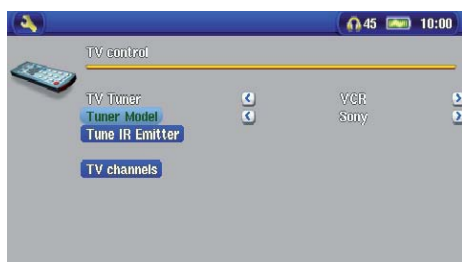 45 10:00
TV control
TV Tuner VCR
Tuner Model Sony
Tune IR Emitter
TV channels